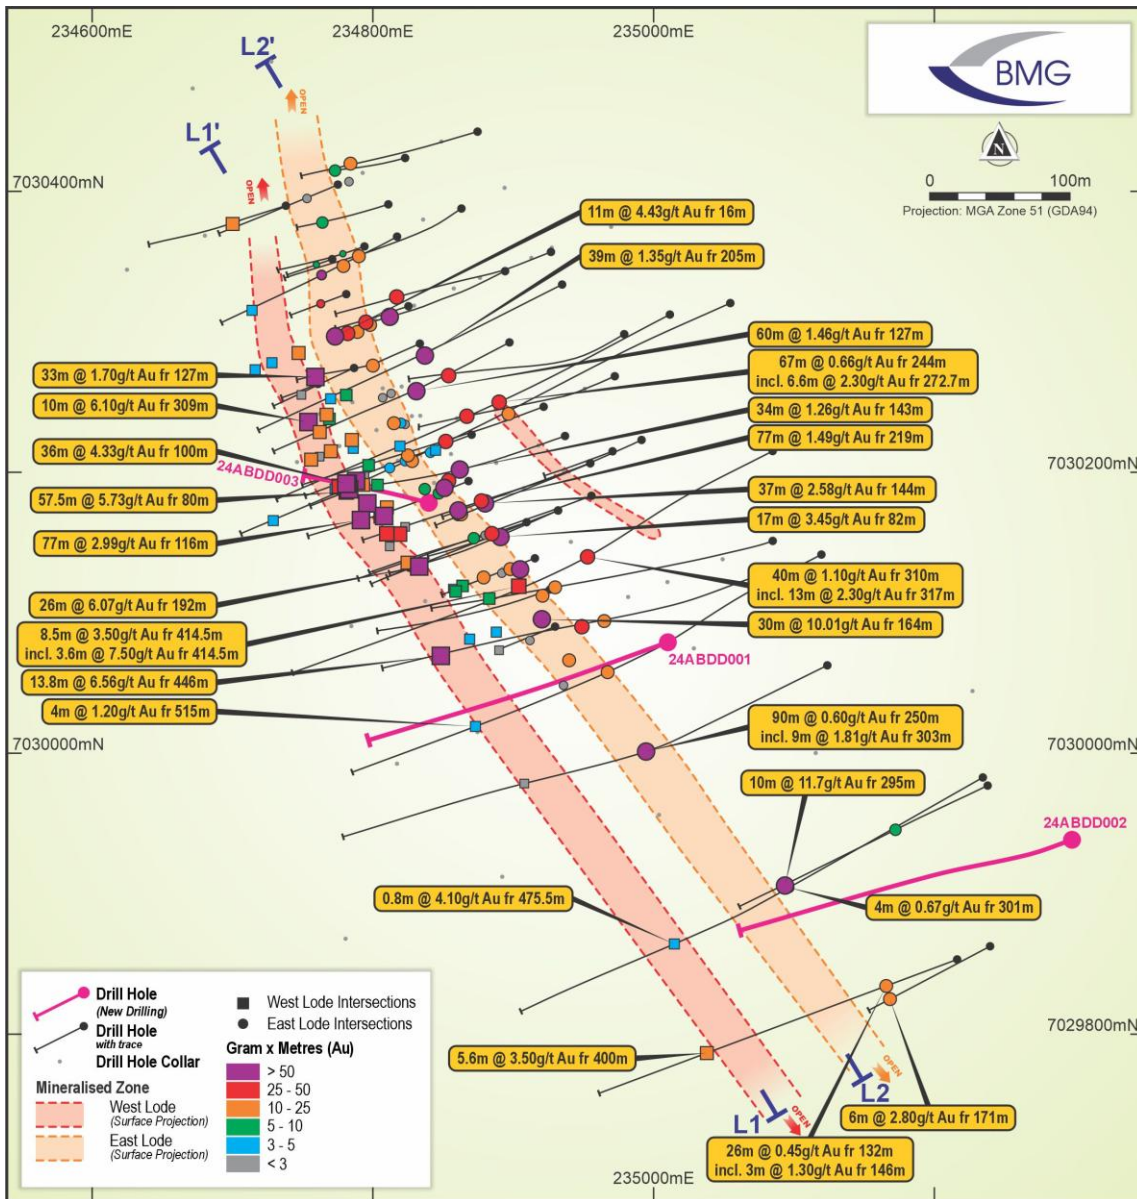 234600mE
234800mE
235000mE
L2'
L1'
OPEN
OPEN
BMG
N
0
100m
Projection: MGA Zone 51 (GDA94)
7030400mN
11m @ 4.43g/t Au fr 16m
39m @ 1.35g/t Au fr 205m
60m @ 1.46g/t Au fr 127m
67m @ 0.66g/t Au fr 244m
incl. 6.6m @ 2.30g/t Au fr 272.7m
33m @ 1.70g/t Au fr 127m
10m @ 6.10g/t Au fr 309m
34m @ 1.26g/t Au fr 143m
77m @ 1.49g/t Au fr 219m
36m @ 4.33g/t Au fr 100m
24ABDD003
7030200mN
57.5m @ 5.73g/t Au fr 80m
37m @ 2.58g/t Au fr 144m
17m @ 3.45g/t Au fr 82m
77m @ 2.99g/t Au fr 116m
40m @ 1.10g/t Au fr 310m
incl. 13m @ 2.30g/t Au fr 317m
26m @ 6.07g/t Au fr 192m
30m @ 10.01g/t Au fr 164m
8.5m @ 3.50g/t Au fr 414.5m
incl. 3.6m @ 7.50g/t Au fr 414.5m
24ABDD001
13.8m @ 6.56g/t Au fr 446m
4m @ 1.20g/t Au fr 515m
90m @ 0.60g/t Au fr 250m
incl. 9m @ 1.81g/t Au fr 303m
7030000mN
7030000mN
10m @ 11.7g/t Au fr 295m
24ABDD002
0.8m @ 4.10g/t Au fr 475.5m
4m @ 0.67g/t Au fr 301m
Drill Hole
(New Drilling)
Drill Hole
with trace
Drill Hole Collar
Mineralised Zone
West Lode
(Surface Projection)
East Lode
(Surface Projection)
West Lode Intersections
East Lode Intersections
Gram x Metres (Au)
> 50
25 - 50
10 - 25
5 - 10
3 - 5
< 3
7029800mN
5.6m @ 3.50g/t Au fr 400m
OPEN
L2
L1
OPEN
6m @ 2.80g/t Au fr 171m
26m @ 0.45g/t Au fr 132m
incl. 3m @ 1.30g/t Au fr 146m
235000mE